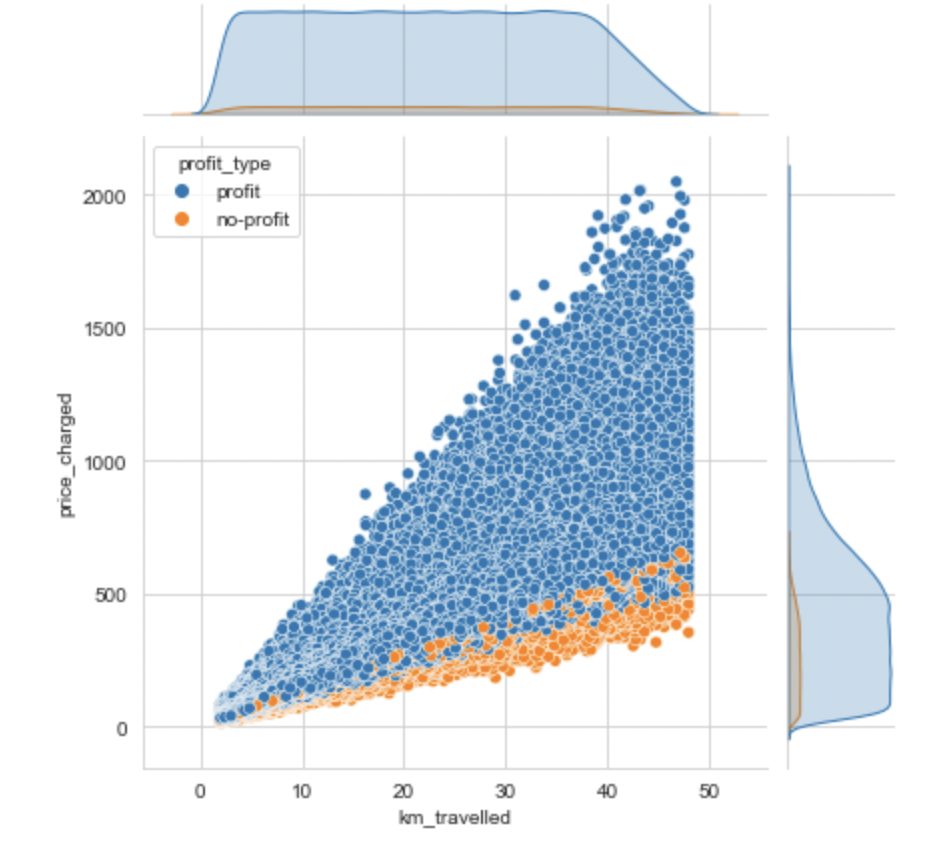 profit_type
profit
no-profit
2000
1500
1000
500
0
price_charged
0 10 20 30 40 50
km_travelled